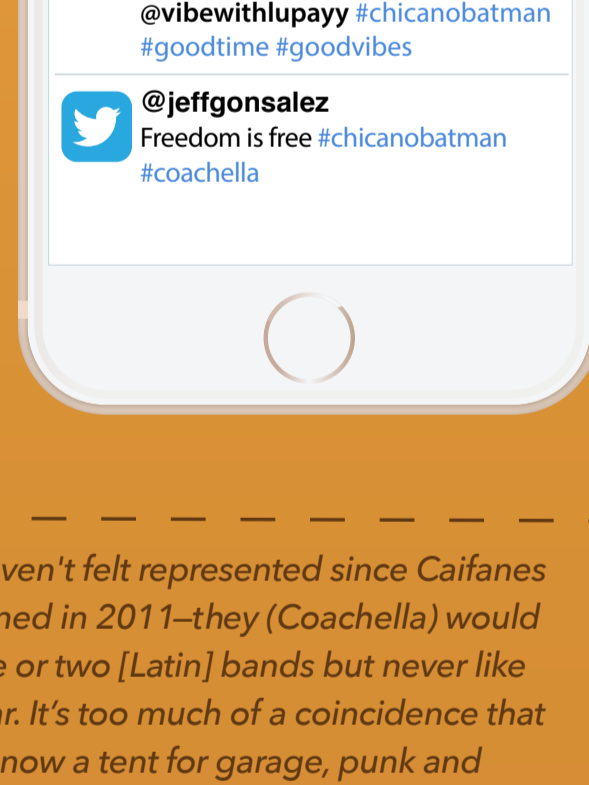 @vibewithlupayy #chicanobatman
#goodtime #goodvibes
@jeffgonsalez
Freedom is free #chicanobatman
#coachella
ven't felt represented since Caifanes
ned in 2011—they (Coachella) would
e or two [Latin] bands but never like
ar. It's too much of a coincidence that
now a tent for garage, punk and